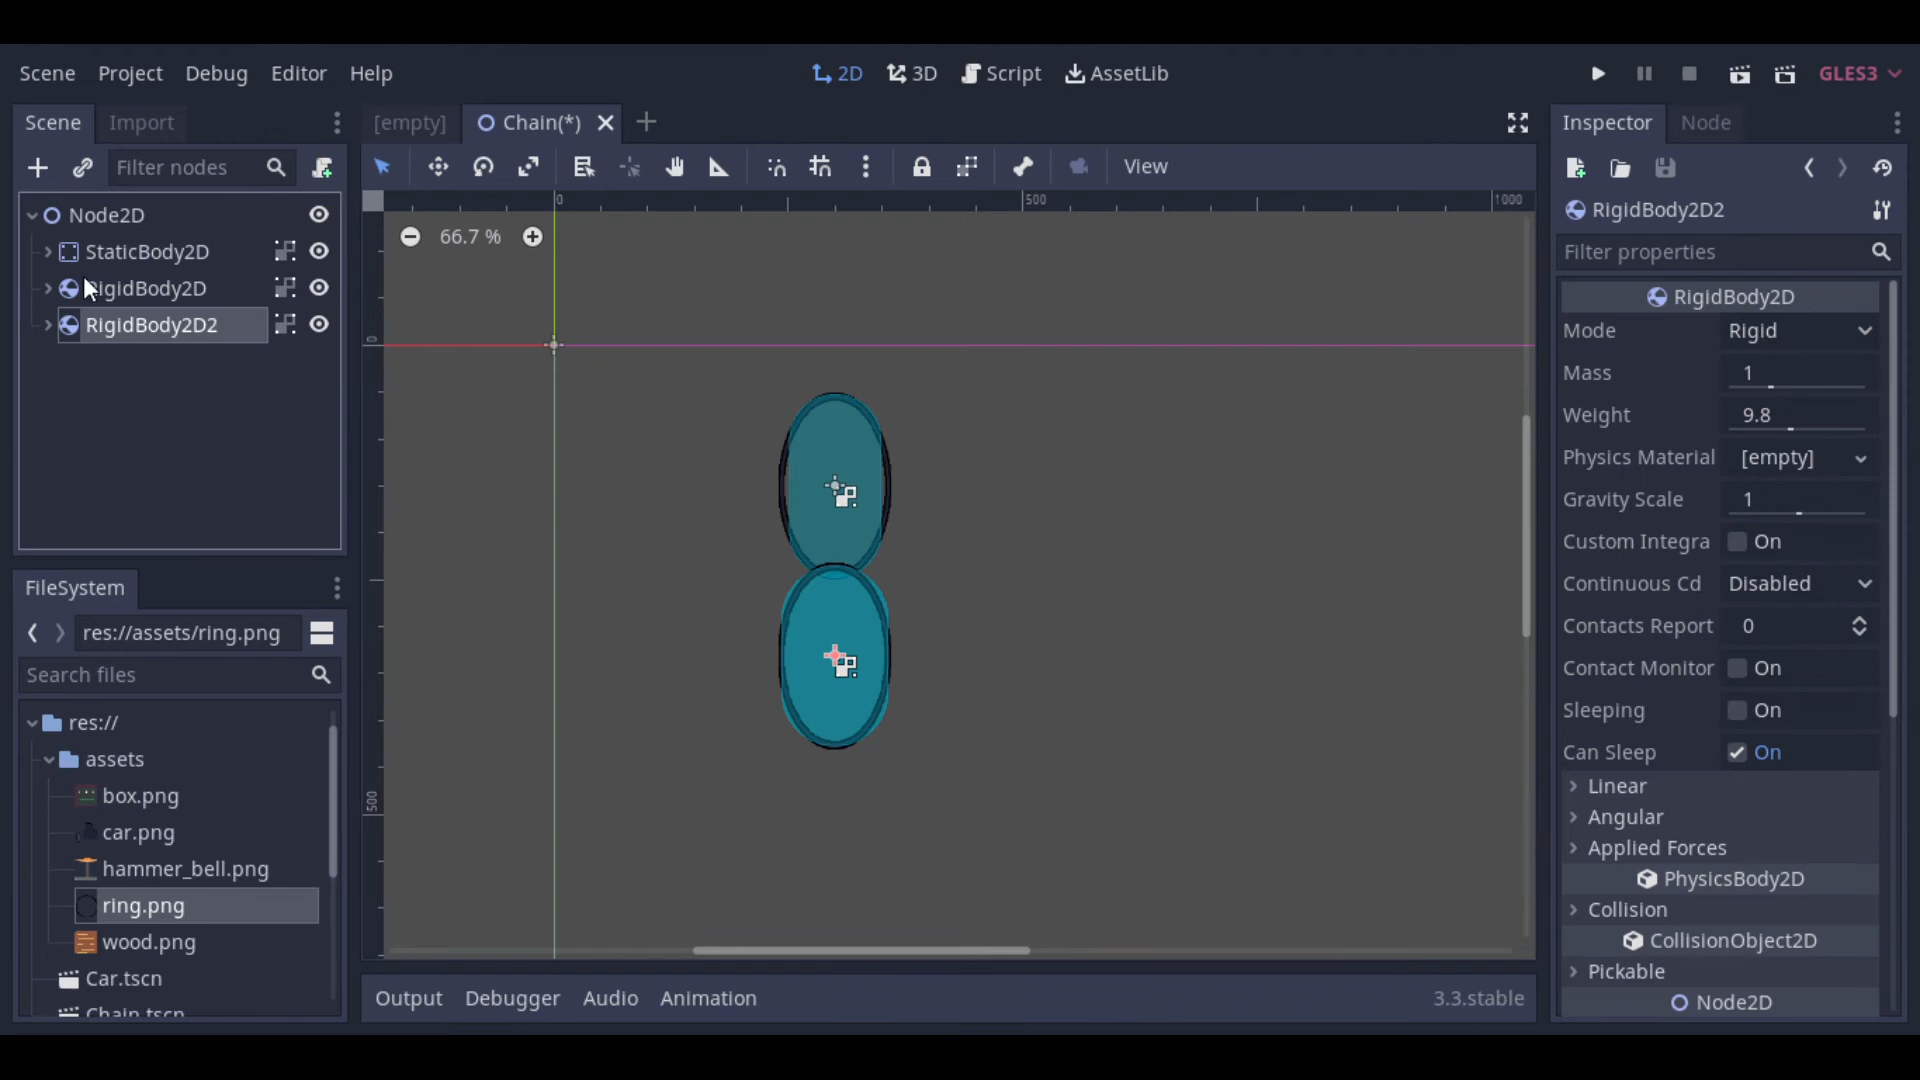 Scene Project Debug Editor Help 2D 3D Script AssetLib GLES3
Scene Import [empty] Chain(*) Inspector Node
Filter nodes View
Node2D
StaticBody2D
RigidBody2D
RigidBody2D2
0 500 1000
66.7 %
0
500
RigidBody2D2
Filter properties
RigidBody2D
Mode Rigid
Mass 1
Weight 9.8
Physics Material [empty]
Gravity Scale 1
Custom Integra On
Continuous Cd Disabled
Contacts Report 0
Contact Monitor On
Sleeping On
Can Sleep On
Linear
Angular
Applied Forces
PhysicsBody2D
Collision
CollisionObject2D
Pickable
Node2D
FileSystem
res://assets/ring.png
Search files
res://
assets
box.png
car.png
hammer_bell.png
ring.png
wood.png
Car.tscn
Chain.tscn
Output Debugger Audio Animation 3.3.stable